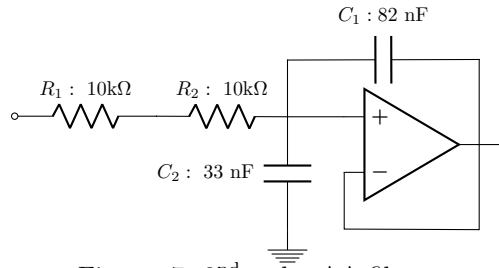 C₁ : 82 nF
R₁ : 10kΩ
R₂ : 10kΩ
+
C₂ : 33 nF
−